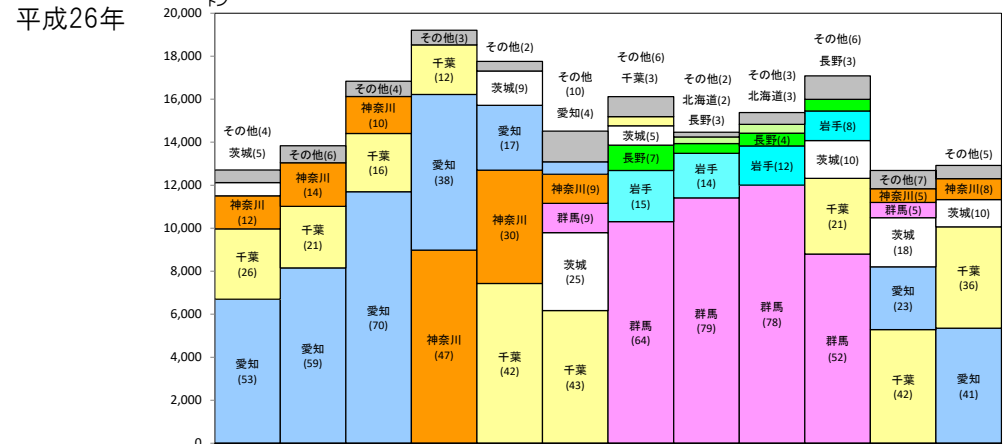 平成26年
トン
20,000
18,000
16,000
14,000
12,000
10,000
8,000
6,000
4,000
2,000
0
その他(4)
茨城(5)
神奈川
(12)
千葉
(26)
愛知
(53)
その他(6)
神奈川
(14)
千葉
(21)
愛知
(59)
その他(4)
神奈川
(10)
千葉
(16)
愛知
(70)
その他(3)
千葉
(12)
愛知
(38)
神奈川
(47)
その他(2)
茨城(9)
愛知
(17)
神奈川
(30)
千葉
(42)
その他
(10)
愛知(4)
神奈川(9)
群馬(9)
茨城
(25)
千葉
(43)
その他(6)
千葉(3)
茨城(5)
長野(7)
岩手
(15)
群馬
(64)
その他(2)
北海道(2)
長野(3)
岩手
(14)
群馬
(79)
その他(3)
北海道(3)
長野(4)
岩手(12)
群馬
(78)
その他(6)
長野(3)
岩手(8)
茨城(10)
千葉
(21)
群馬
(52)
その他(7)
神奈川(5)
群馬(5)
茨城
(18)
愛知
(23)
千葉
(42)
その他(5)
神奈川(8)
茨城(10)
千葉
(36)
愛知
(41)